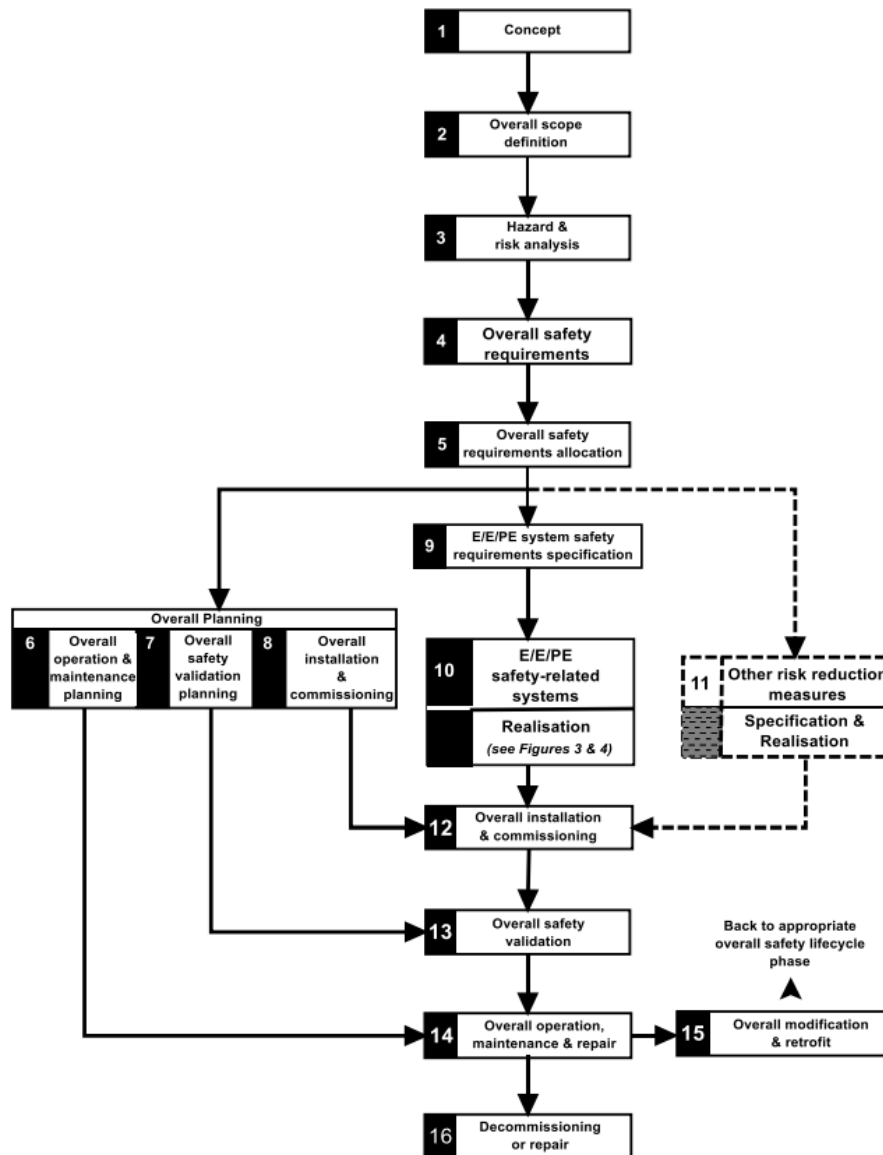 1
Concept
2
Overall scope
definition
3
Hazard &
risk analysis
4
Overall safety
requirements
5
Overall safety
requirements allocation
9
E/E/PE system safety
requirements specification
Overall Planning
6
Overall
operation &
maintenance
planning
7
Overall
safety
validation
planning
8
Overall
installation &
commissioning
10
E/E/PE
safety-related
systems
Realisation
(see Figures 3 & 4)
11
Other risk reduction
measures
Specification &
Realisation
12
Overall installation
& commissioning
13
Overall safety
validation
Back to appropriate
overall safety lifecycle
phase
14
Overall operation,
maintenance & repair
15
Overall modification
& retrofit
16
Decommissioning
or repair